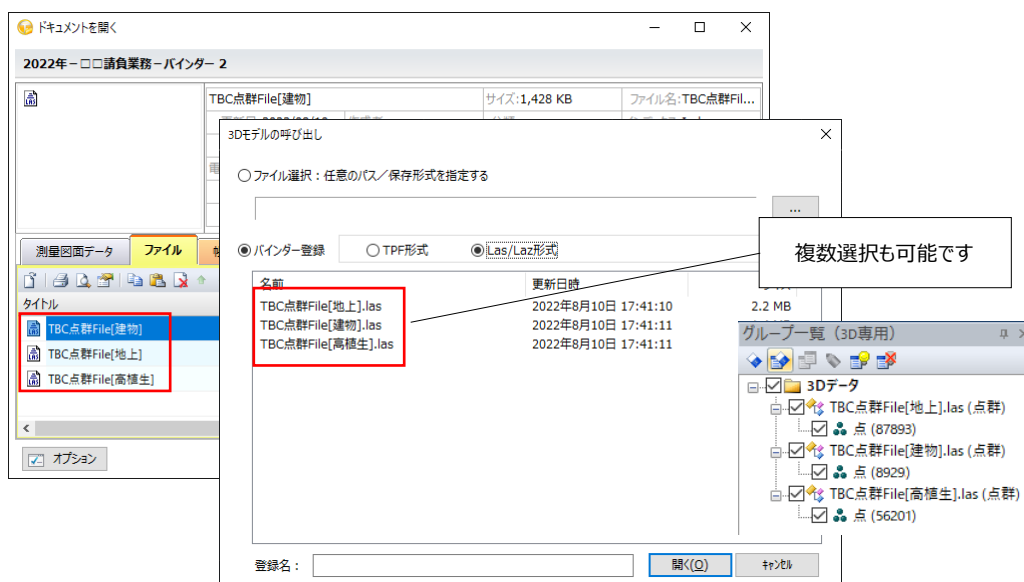 ドキュメントを開く
2022年-□□請負業務-バインダー 2
TBC点群File[建物]
サイズ:1,428 KB
ファイル名:TBC点群Fil...
3Dモデルの呼び出し
ファイル選択：任意のパス／保存形式を指定する
...
バインダー登録
TPF形式
Las/Laz形式
複数選択も可能です
測量図面データ
ファイル
名前
更新日時
タイトル
TBC点群File[地上].las
2022年8月10日 17:41:10
2.2 MB
TBC点群File[建物].las
2022年8月10日 17:41:11
TBC点群File[高植生].las
2022年8月10日 17:41:11
TBC点群File[建物]
TBC点群File[地上]
TBC点群File[高植生]
オプション
グループ一覧（3D専用）
3Dデータ
TBC点群File[地上].las (点群)
点 (87893)
TBC点群File[建物].las (点群)
点 (8929)
TBC点群File[高植生].las (点群)
点 (56201)
登録名：
開く(O)
ｷｬﾝｾﾙ